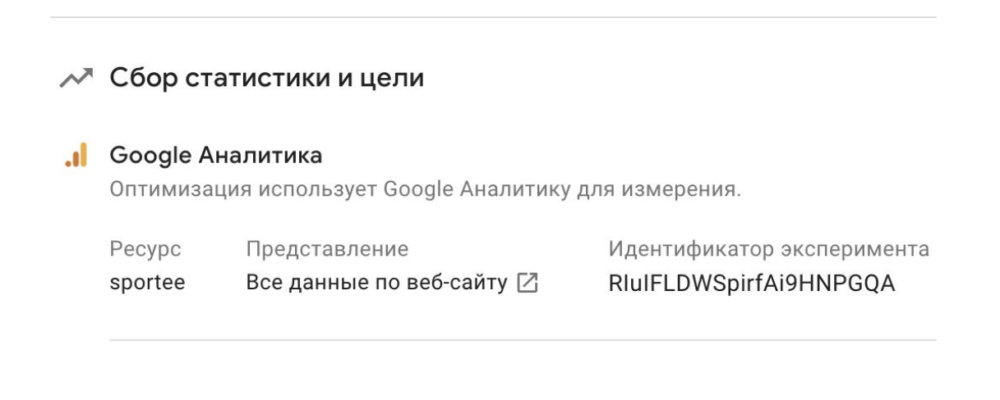 Сбор статистики и цели
Google Аналитика
Оптимизация использует Google Аналитику для измерения.
Ресурс Представление Идентификатор эксперимента
sportee Все данные по веб-сайту RluIFLDWSpirfAi9HNPGQA